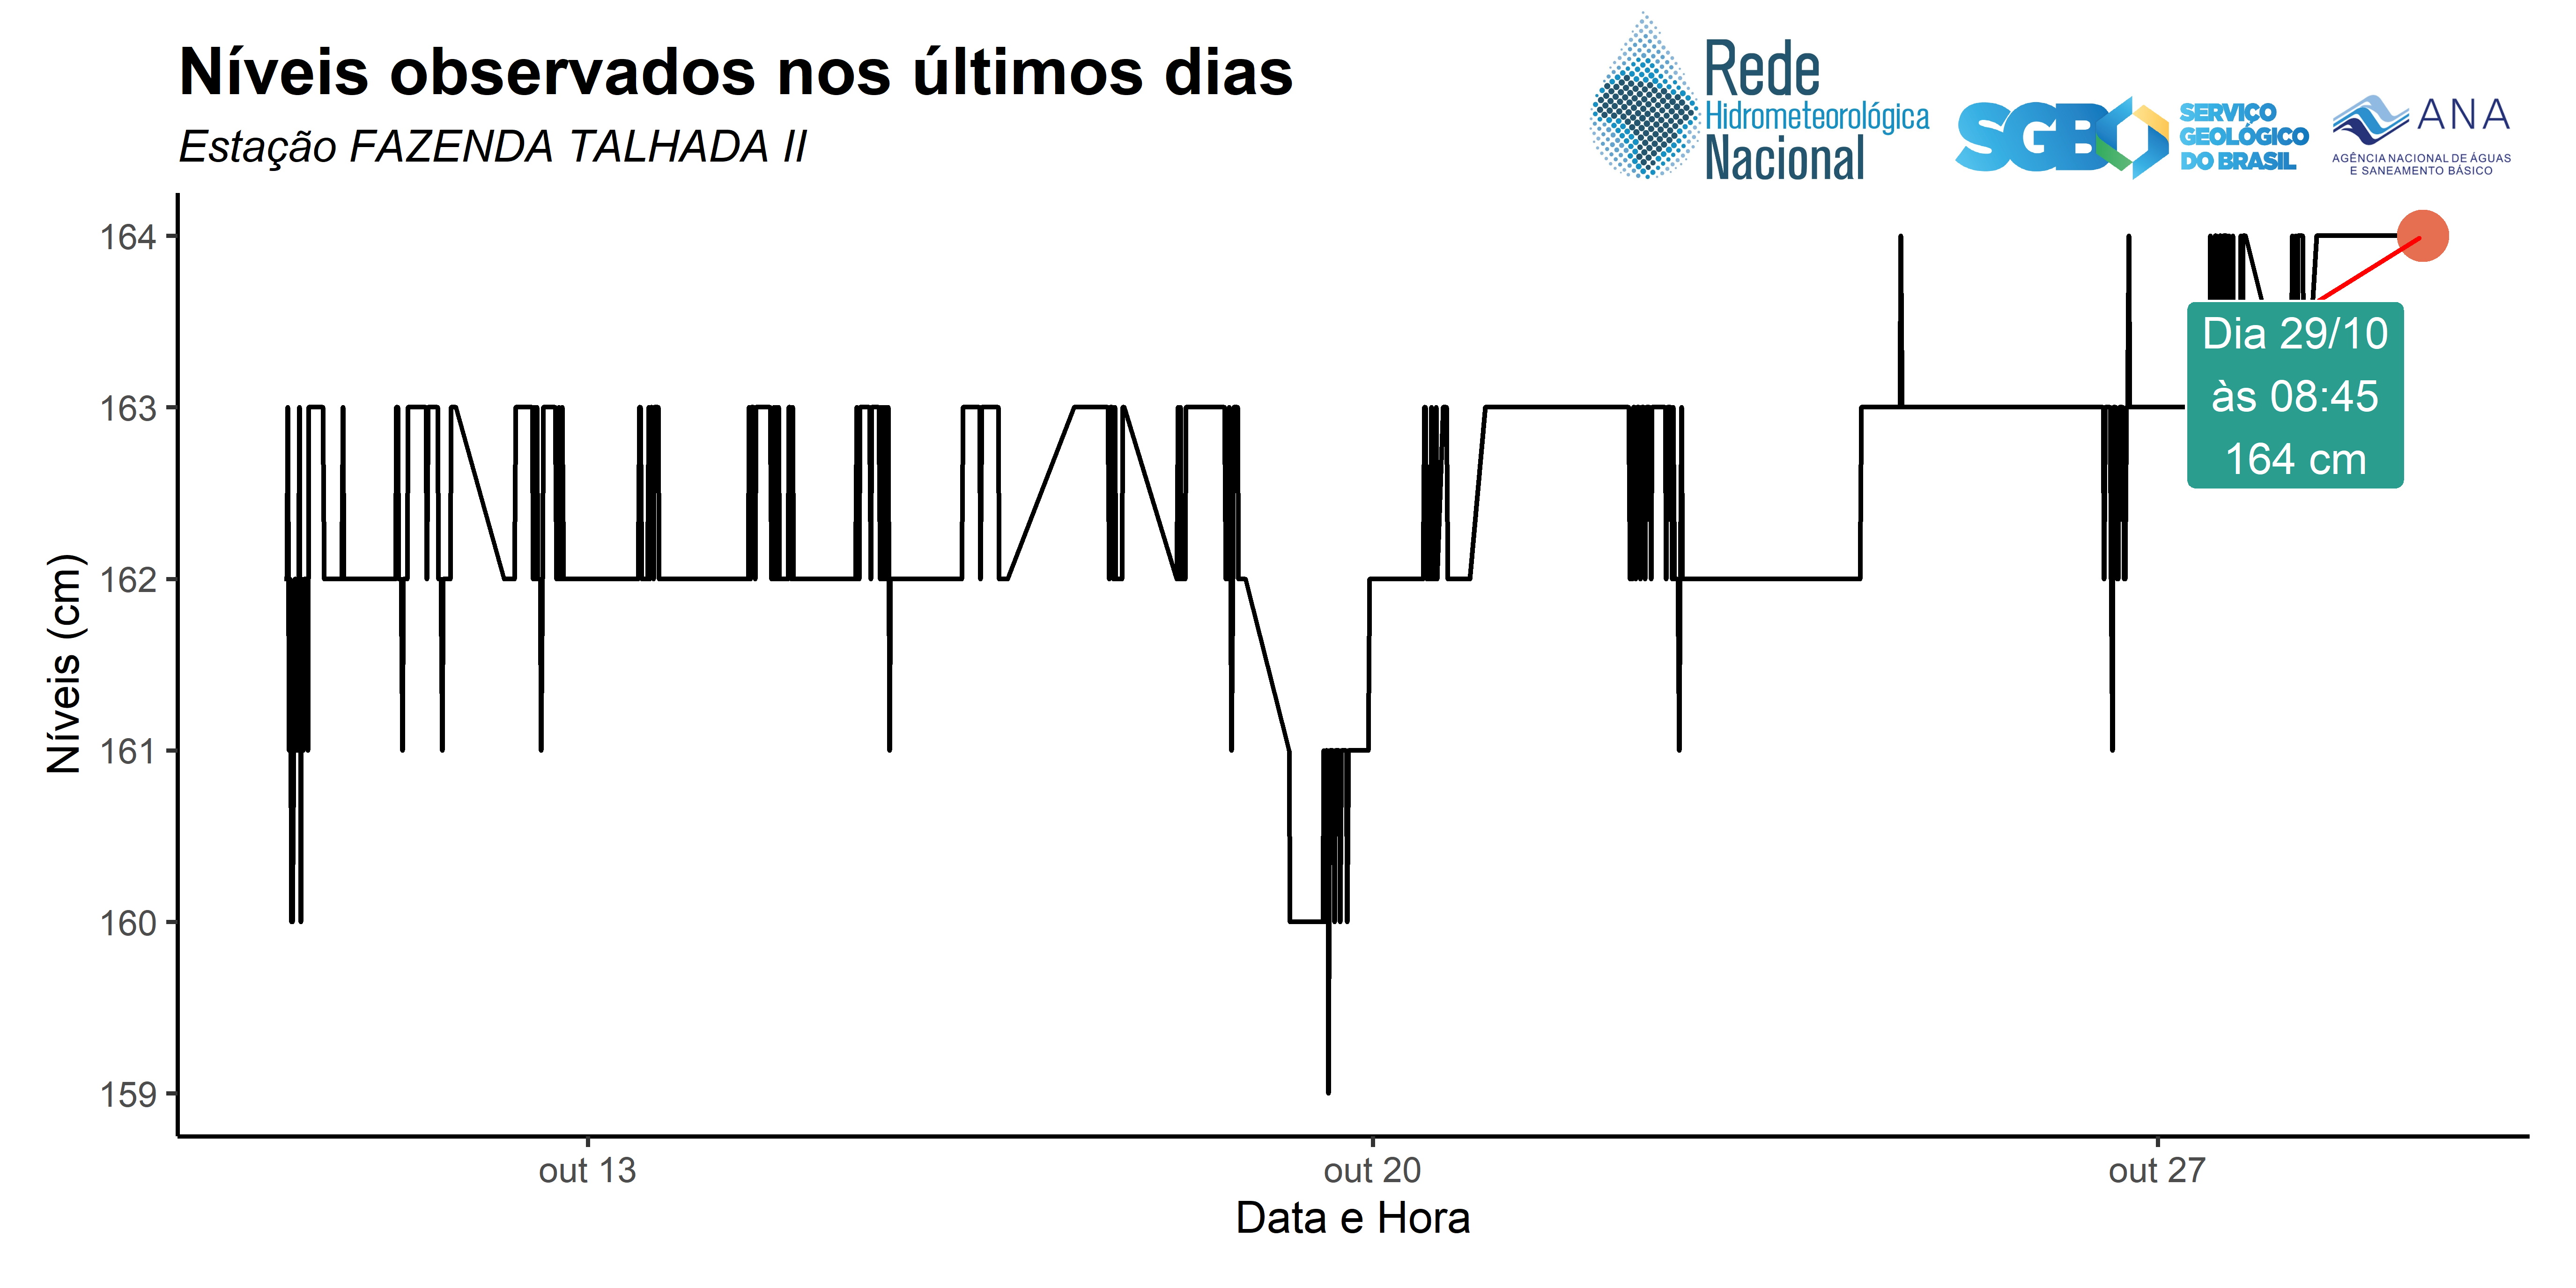 Níveis observados nos últimos dias
Estação FAZENDA TALHADA II
Rede
Hidrometeorológica
Nacional
SGB
SERVIÇO
GEOLÓGICO
DO BRASIL
ANA
AGÊNCIA NACIONAL DE ÁGUAS
E SANEAMENTO BÁSICO
164
163
162
161
160
159
Níveis (cm)
Dia 29/10
às 08:45
164 cm
out 13
out 20
out 27
Data e Hora